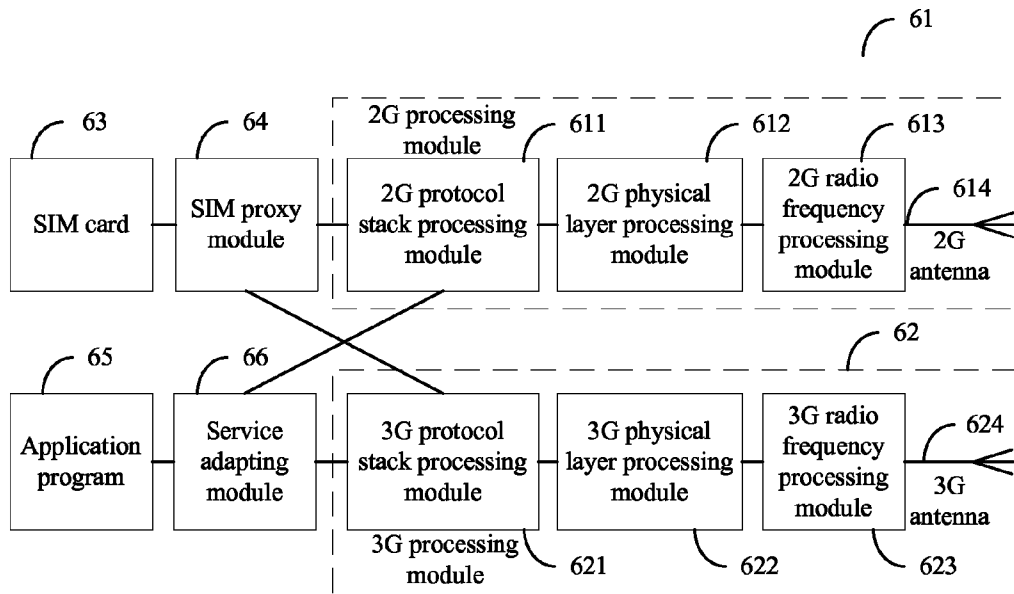 61
63
64
2G processing
module
611
612
613
SIM card
SIM proxy
module
2G protocol
stack processing
module
2G physical
layer processing
module
2G radio
frequency
processing
module
614
2G
antenna
62
65
66
Application
program
Service
adapting
module
3G protocol
stack processing
module
3G physical
layer processing
module
3G radio
frequency
processing
module
624
3G
antenna
3G processing
module
621
622
623